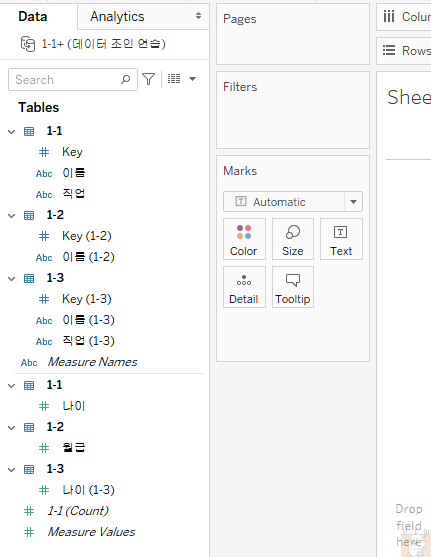 Data
Analytics
1-1+ (데이터 조인 연습)
Search
Tables
1-1
Key
Abc 이름
Abc 직업
1-2
Key (1-2)
Abc 이름 (1-2)
1-3
Key (1-3)
Abc 이름 (1-3)
Abc 직업 (1-3)
Abc Measure Names
1-1
나이
1-2
월급
1-3
나이 (1-3)
1-1 (Count)
Measure Values
Pages
Filters
Marks
T Automatic
Color
Size
T Text
Detail
Tooltip
Colun
Rows
Shee
Drop
field
here